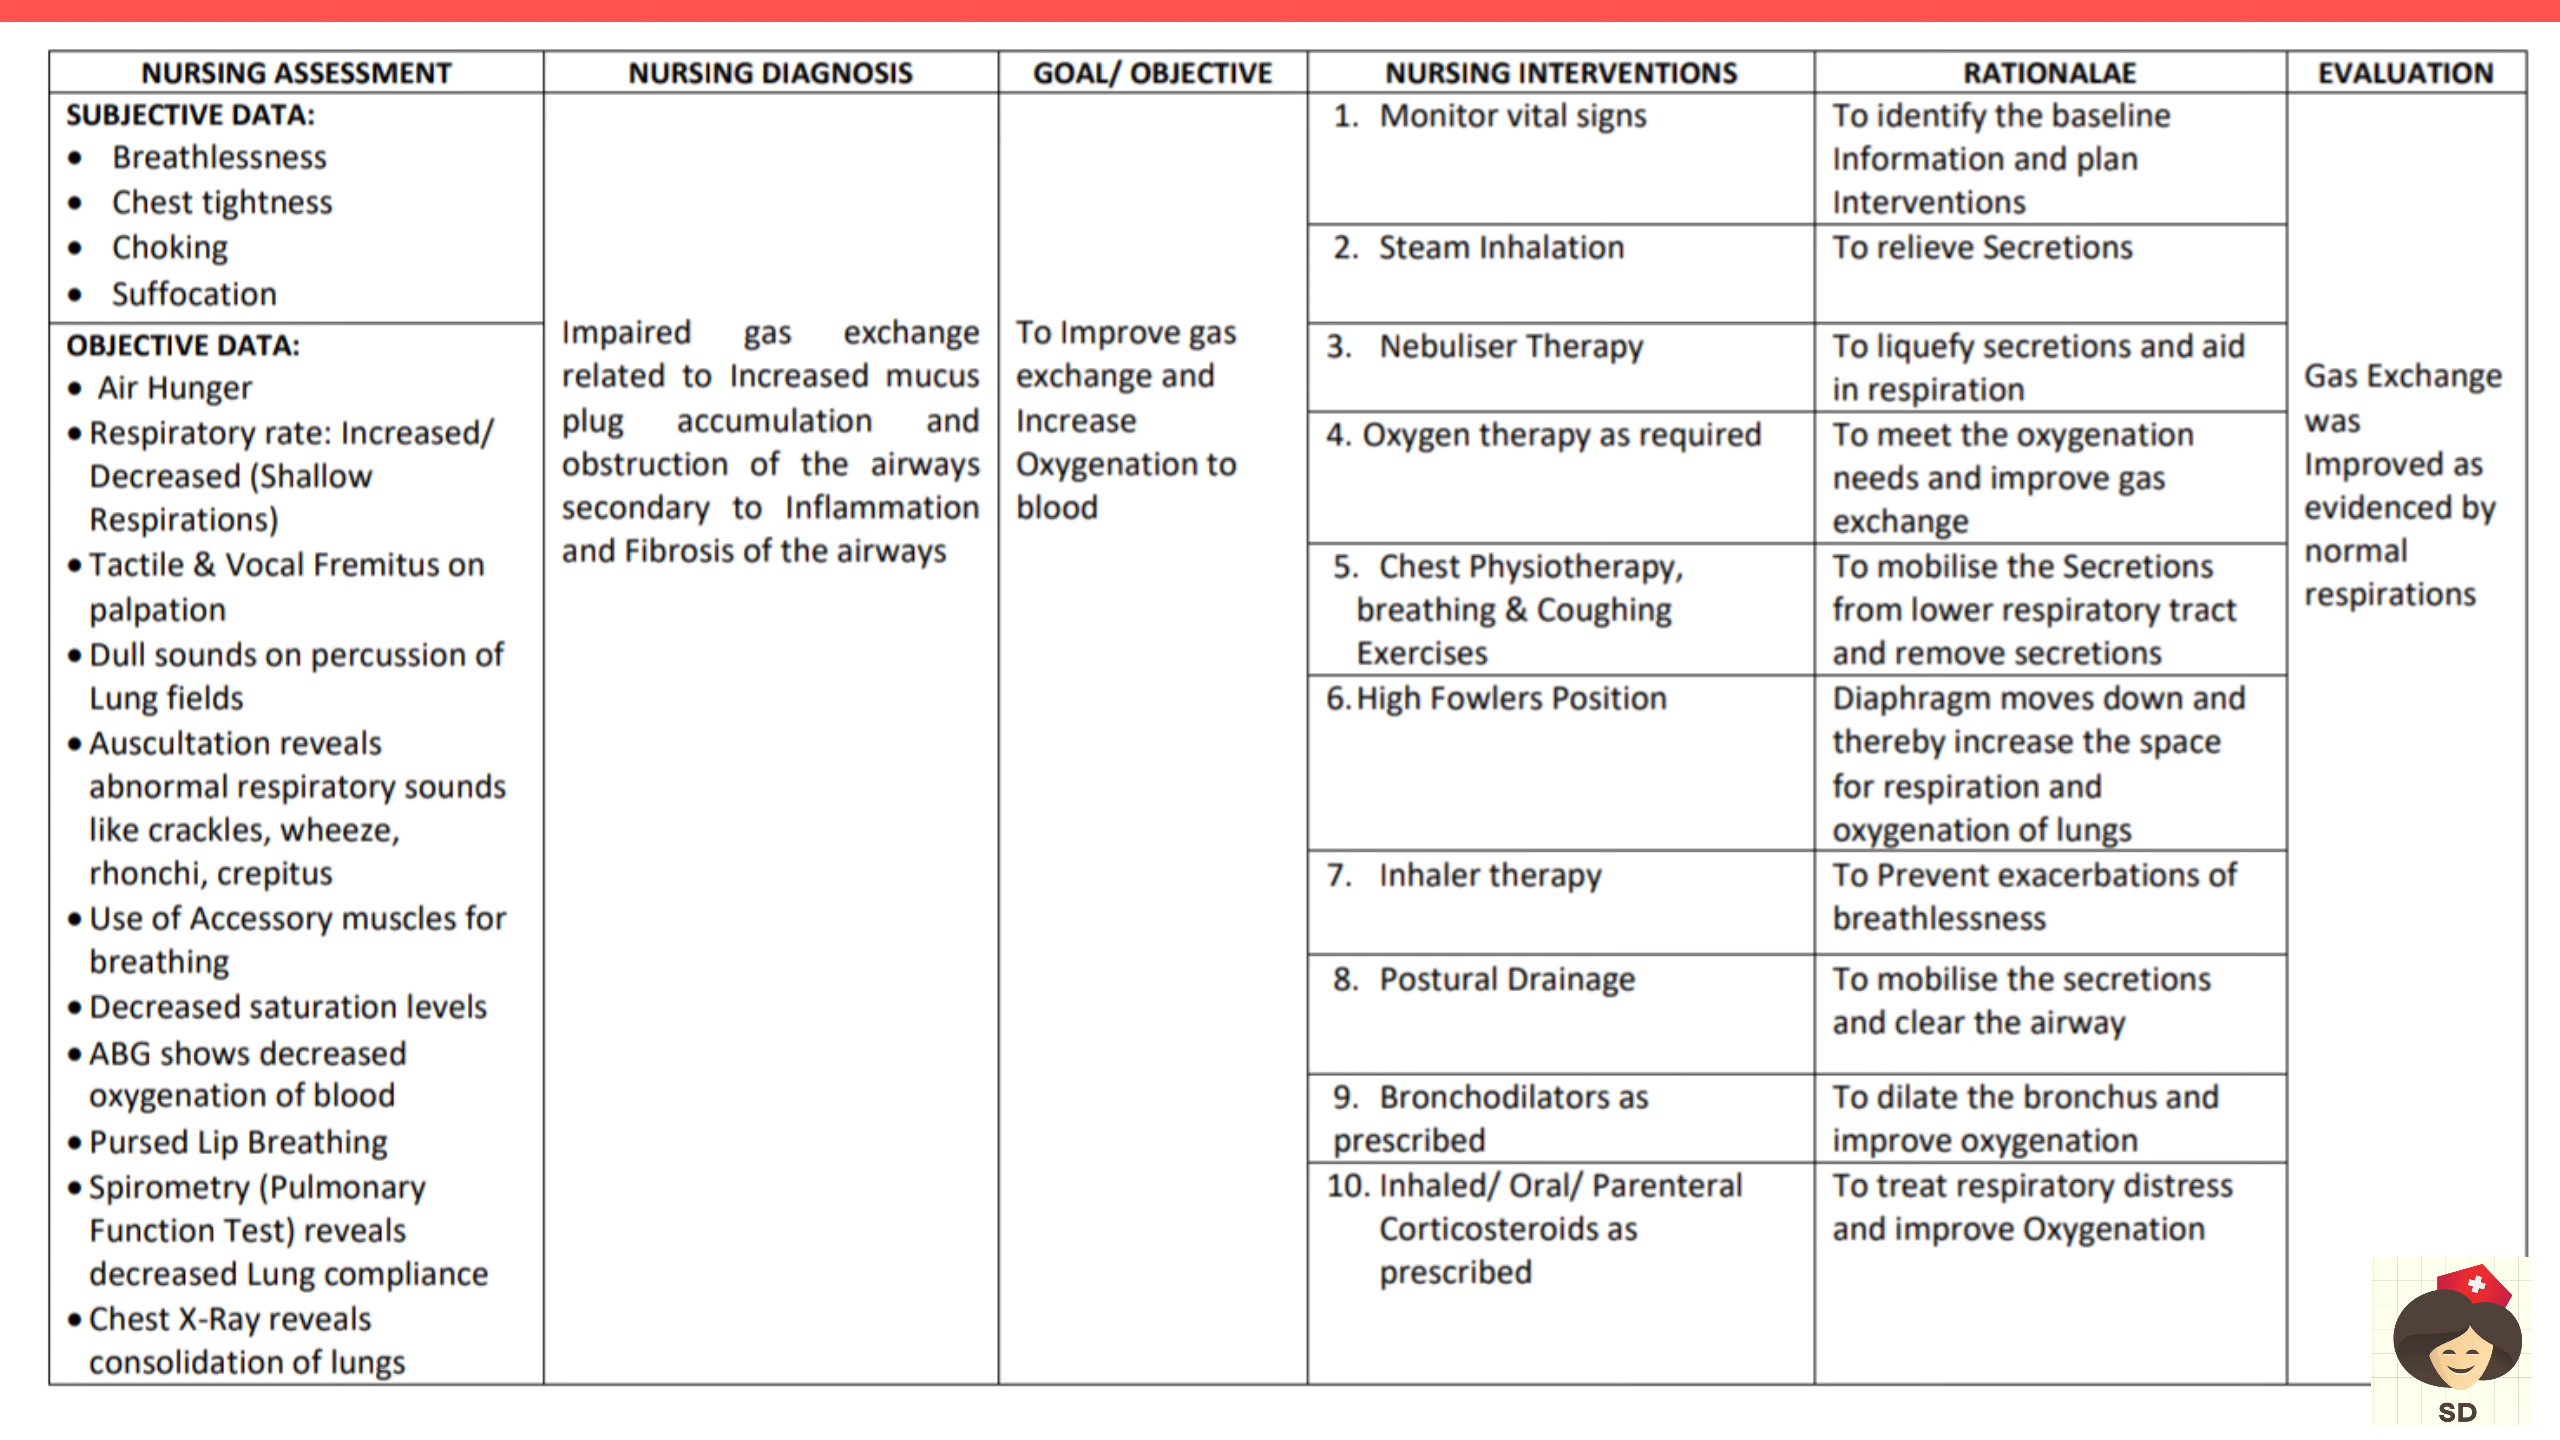 NURSING ASSESSMENT
NURSING DIAGNOSIS
GOAL/ OBJECTIVE
NURSING INTERVENTIONS
RATIONALAE
EVALUATION
SUBJECTIVE DATA:
• Breathlessness
• Chest tightness
• Choking
• Suffocation
OBJECTIVE DATA:
• Air Hunger
• Respiratory rate: Increased/
Decreased (Shallow
Respirations)
• Tactile & Vocal Fremitus on
palpation
• Dull sounds on percussion of
Lung fields
• Auscultation reveals
abnormal respiratory sounds
like crackles, wheeze,
rhonchi, crepitus
• Use of Accessory muscles for
breathing
• Decreased saturation levels
• ABG shows decreased
oxygenation of blood
• Pursed Lip Breathing
• Spirometry (Pulmonary
Function Test) reveals
decreased Lung compliance
• Chest X-Ray reveals
consolidation of lungs
Impaired gas exchange
related to Increased mucus
plug accumulation and
obstruction of the airways
secondary to Inflammation
and Fibrosis of the airways
To Improve gas
exchange and
Increase
Oxygenation to
blood
1. Monitor vital signs
To identify the baseline
Information and plan
Interventions
2. Steam Inhalation
To relieve Secretions
3. Nebuliser Therapy
To liquefy secretions and aid
in respiration
4. Oxygen therapy as required
To meet the oxygenation
needs and improve gas
exchange
5. Chest Physiotherapy,
breathing & Coughing
Exercises
To mobilise the Secretions
from lower respiratory tract
and remove secretions
6. High Fowlers Position
Diaphragm moves down and
thereby increase the space
for respiration and
oxygenation of lungs
7. Inhaler therapy
To Prevent exacerbations of
breathlessness
8. Postural Drainage
To mobilise the secretions
and clear the airway
9. Bronchodilators as
prescribed
To dilate the bronchus and
improve oxygenation
10. Inhaled/ Oral/ Parenteral
Corticosteroids as
prescribed
To treat respiratory distress
and improve Oxygenation
Gas Exchange
was
Improved as
evidenced by
normal
respirations
SD